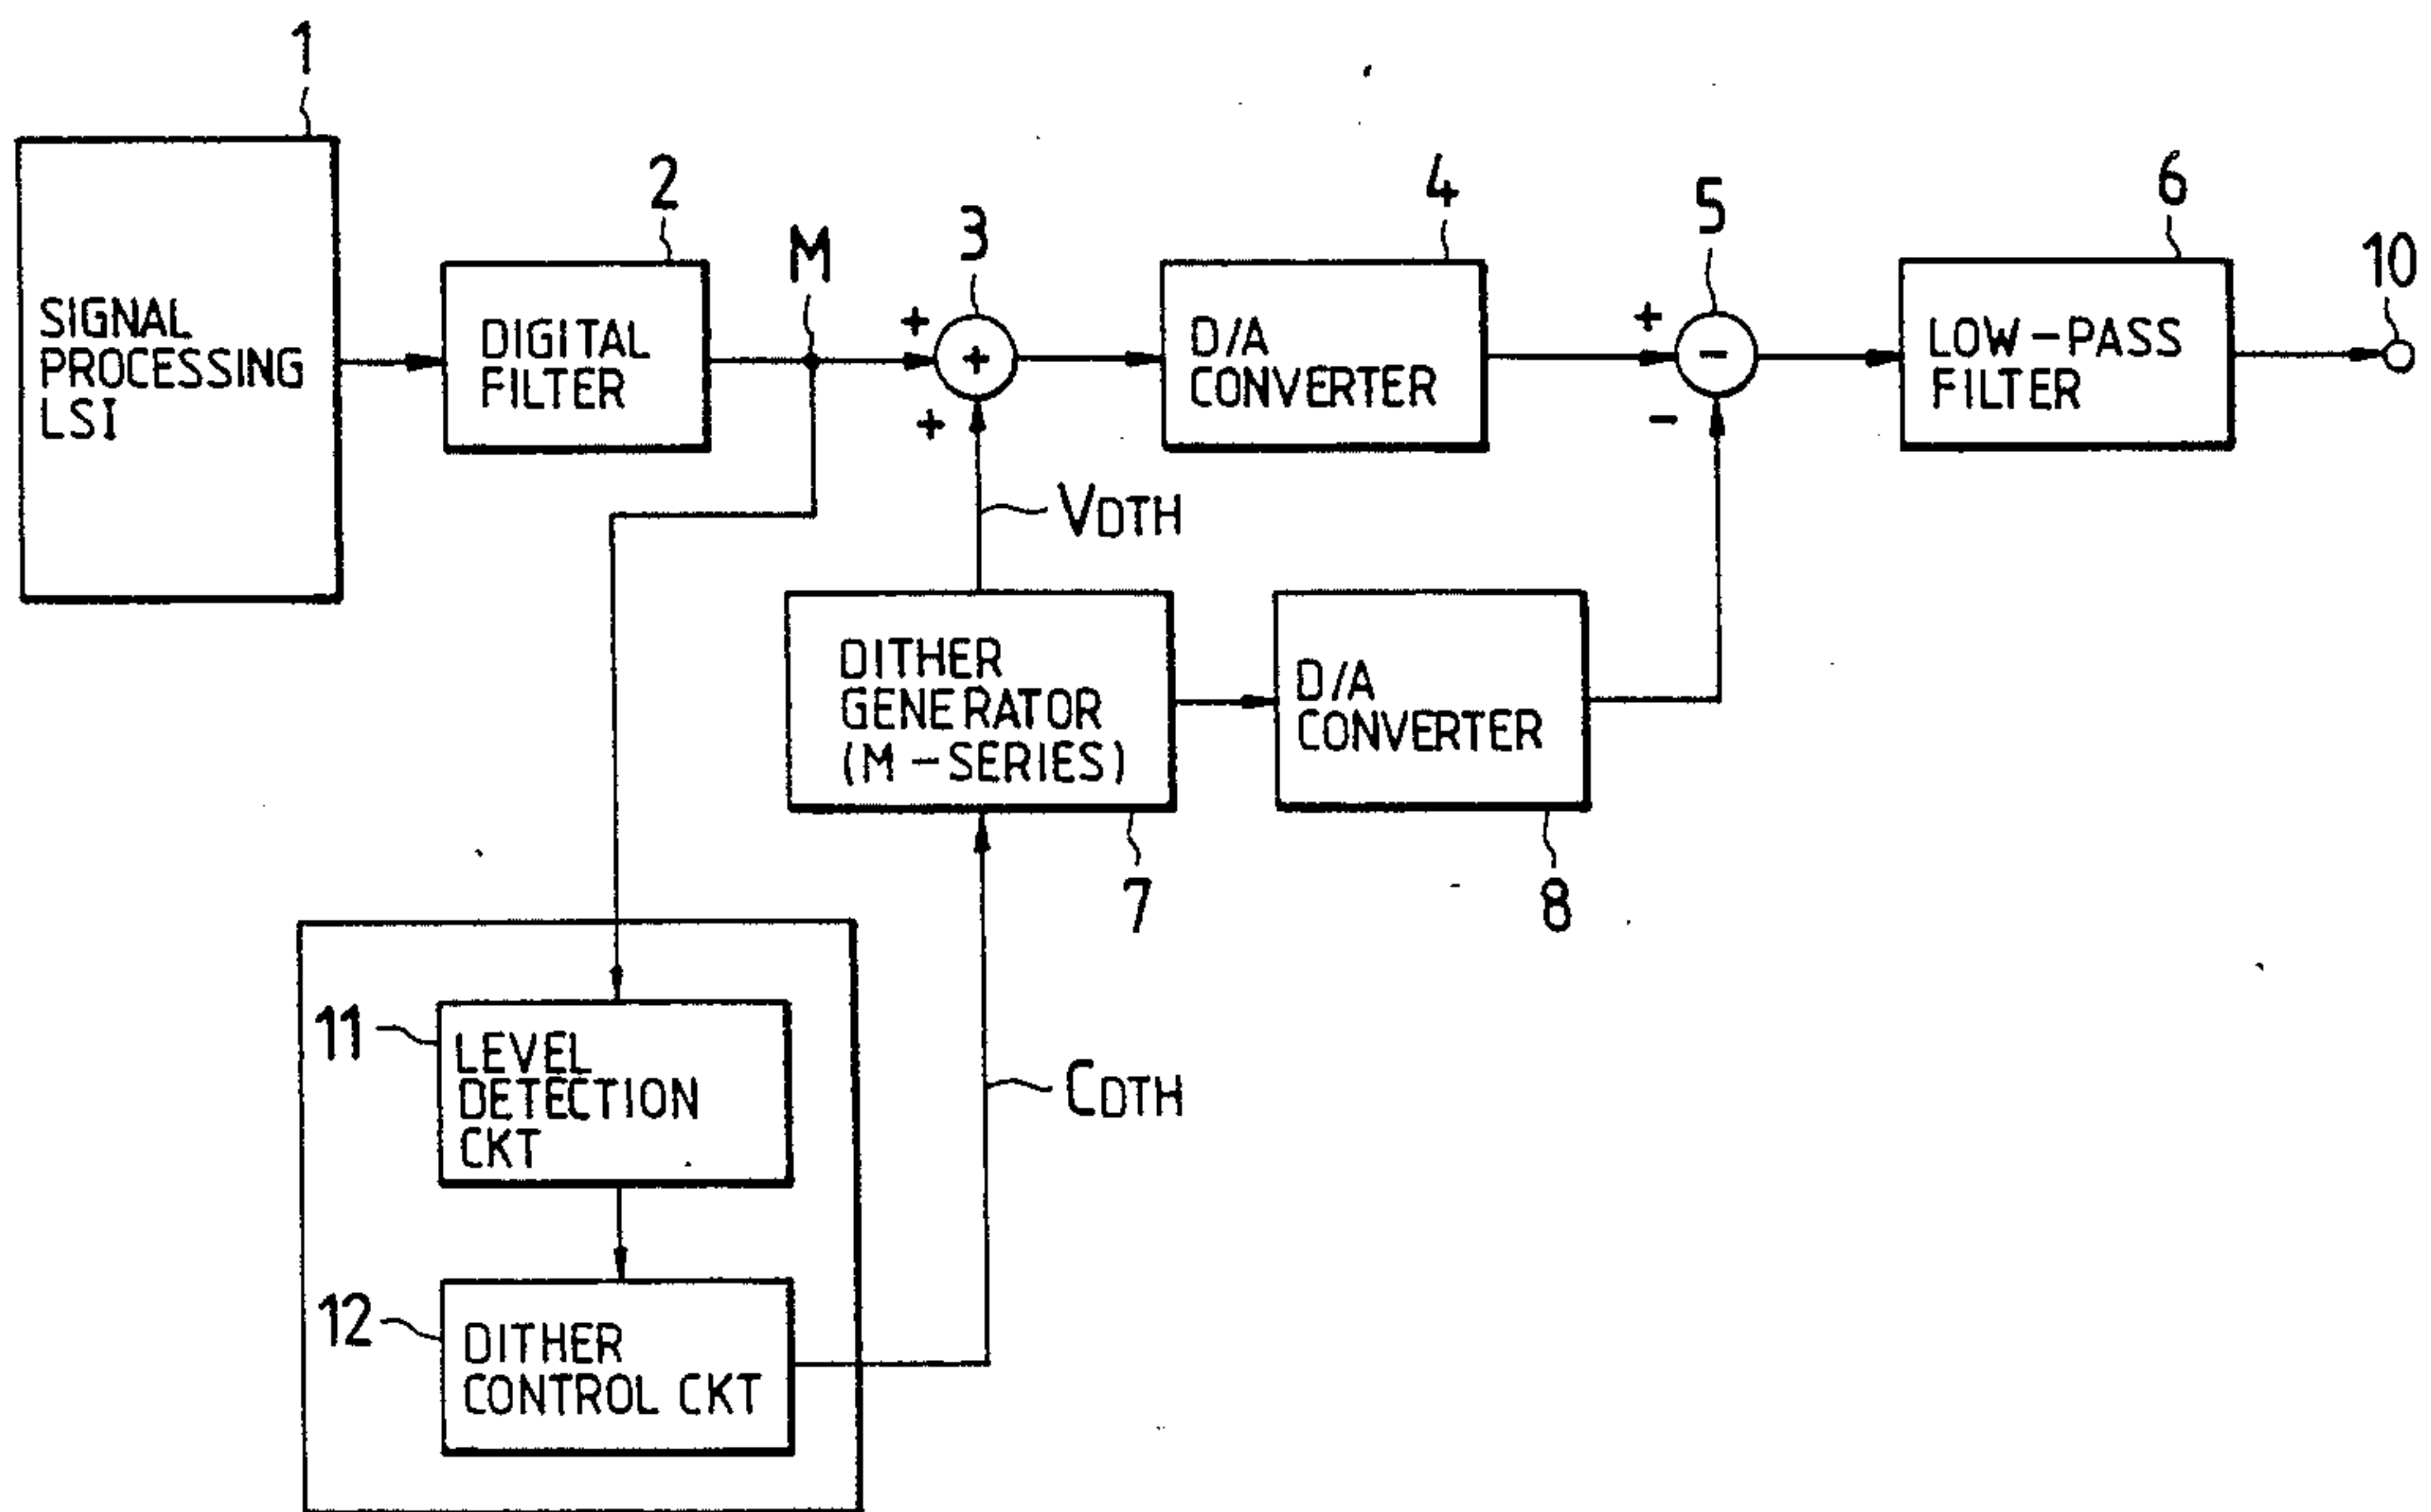 1
SIGNAL
PROCESSING
LSI
2
DIGITAL
FILTER
M
3
+
+
+
4
D/A
CONVERTER
5
+
-
-
6
LOW-PASS
FILTER
10
VDTH
DITHER
GENERATOR
(M-SERIES)
7
D/A
CONVERTER
8
11
LEVEL
DETECTION
CKT
CDTH
12
DITHER
CONTROL CKT